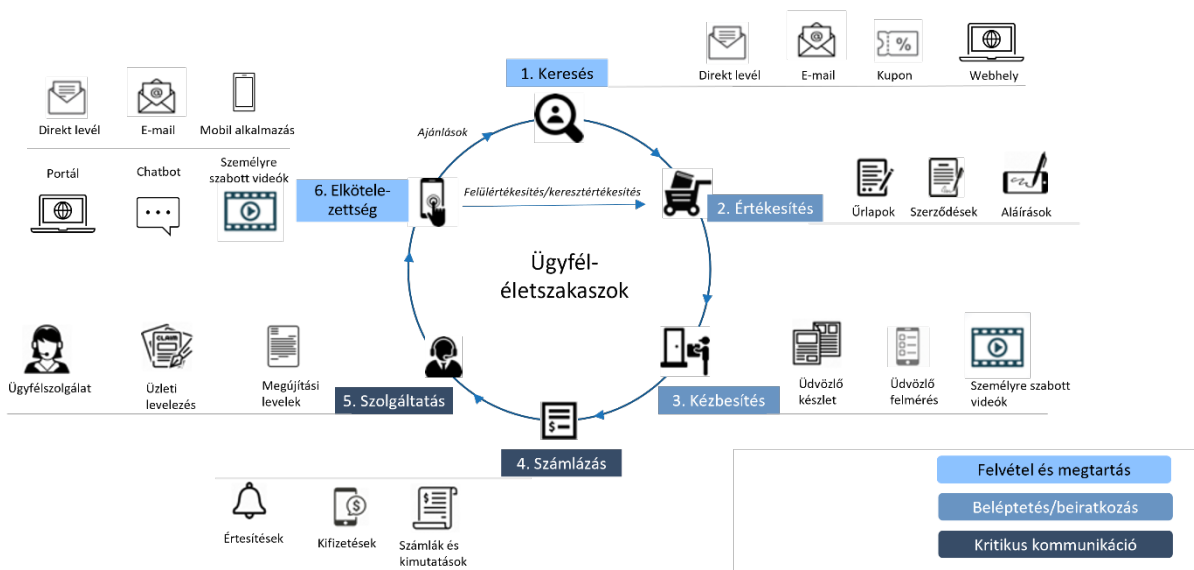 1. Keresés
Direkt levél
E-mail
Kupon
Webhely
Direkt levél
E-mail
Mobil alkalmazás
Portál
Chatbot
Személyre
szabott videók
6. Elkötele-
zettség
Ajánlások
Felülértékesítés/keresztértékesítés
2. Értékesítés
Űrlapok
Szerződések
Aláírások
Ügyfél-
életszakaszok
Ügyfélszolgálat
CLAIM
Üzleti
levelezés
Megújítási
levelek
5. Szolgáltatás
3. Kézbesítés
Üdvözlő
készlet
Üdvözlő
felmérés
Személyre szabott
videók
4. Számlázás
Értesítések
Kifizetések
Számlák és
kimutatások
Felvétel és megtartás
Beléptetés/beiratkozás
Kritikus kommunikáció